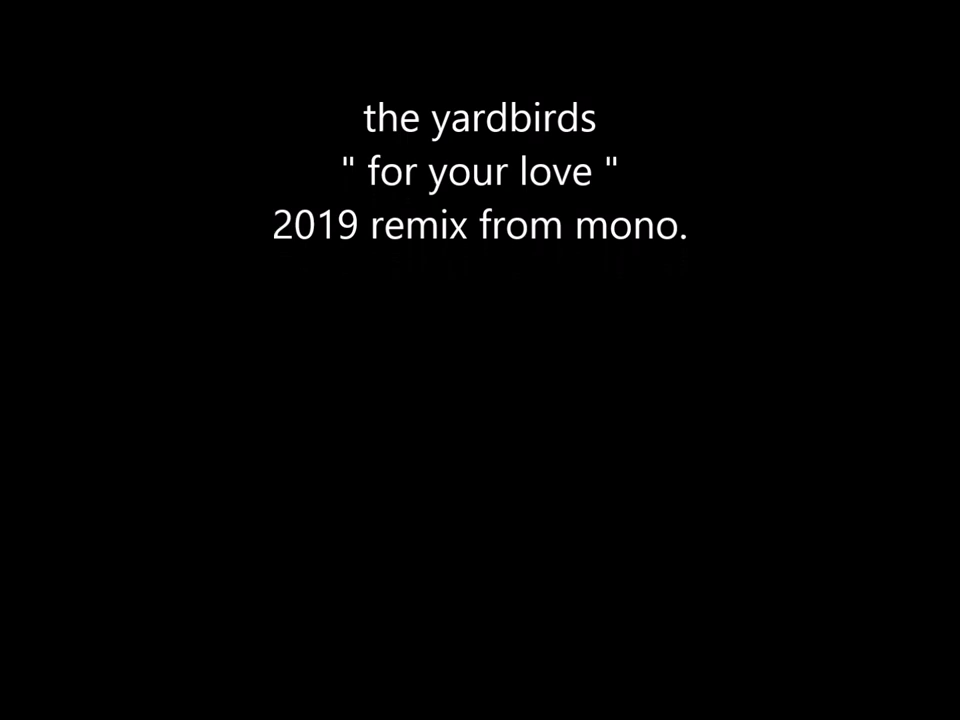 the yardbirds
" for your love "
2019 remix from mono.